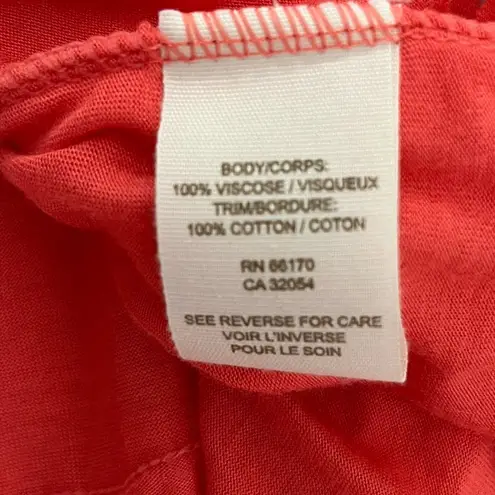 BODY/CORPS:
100% VISCOSE / VISQUEUX
TRIM/BORDURE:
100% COTTON / COTON
RN 66170
CA 32054
SEE REVERSE FOR CARE
VOIR L'INVERSE
POUR LE SOIN